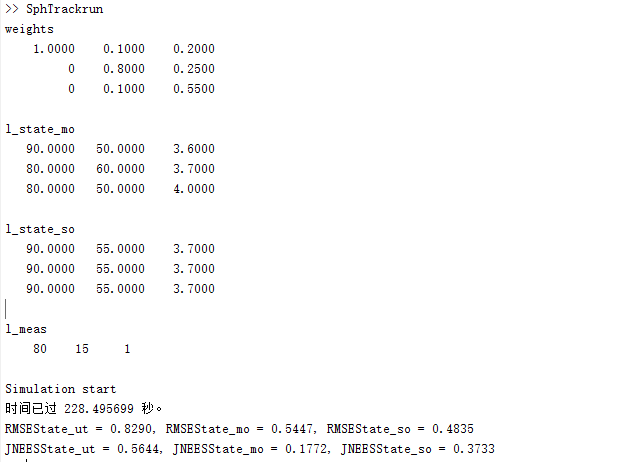 >> SphTrackrun
weights
1.0000 0.1000 0.2000
0 0.8000 0.2500
0 0.1000 0.5500
l_state_mo
90.0000 50.0000 3.6000
80.0000 60.0000 3.7000
80.0000 50.0000 4.0000
l_state_so
90.0000 55.0000 3.7000
90.0000 55.0000 3.7000
90.0000 55.0000 3.7000
l_meas
80 15 1
Simulation start
时间已过 228.495699 秒。
RMSEState_ut = 0.8290, RMSEState_mo = 0.5447, RMSEState_so = 0.4835
JNEESState_ut = 0.5644, JNEESState_mo = 0.1772, JNEESState_so = 0.3733